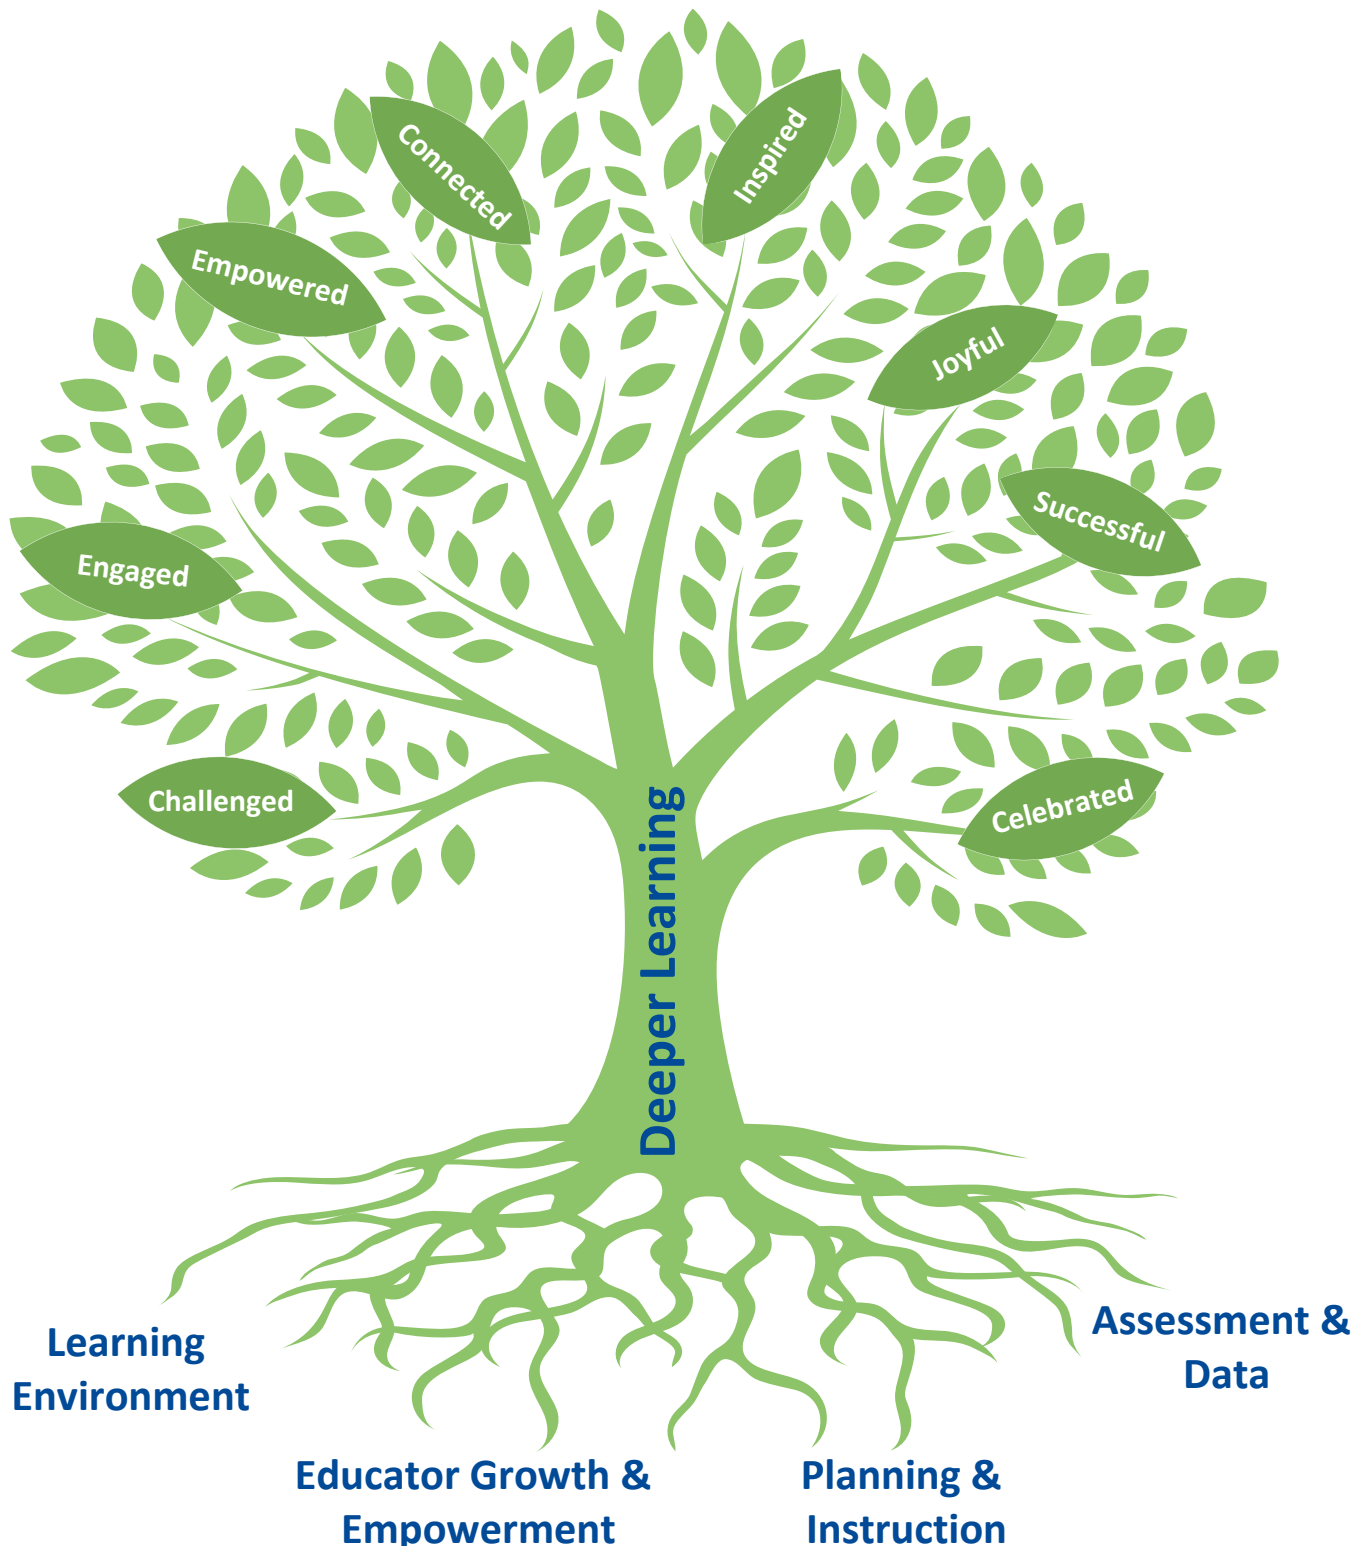 Connected
Inspired
Empowered
Joyful
Successful
Engaged
Challenged
Celebrated
Deeper Learning
Learning
Environment
Assessment &
Data
Educator Growth &
Empowerment
Planning &
Instruction